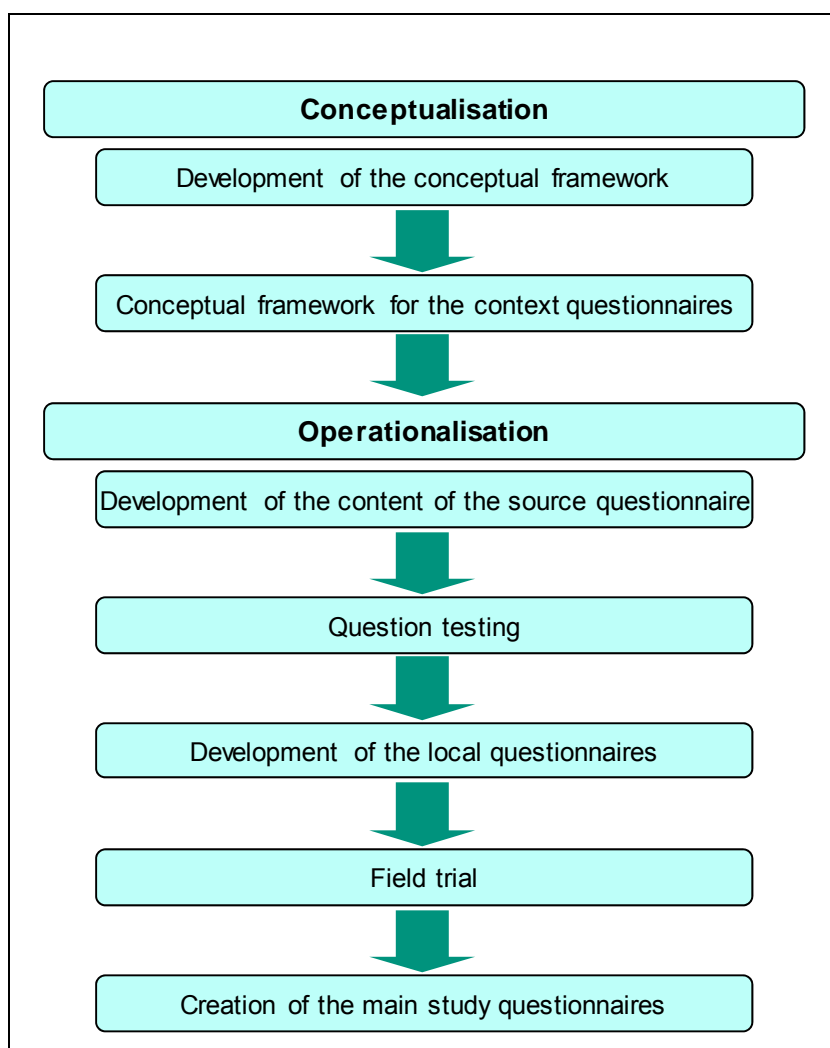 Conceptualisation
Development of the conceptual framework
Conceptual framework for the context questionnaires
Operationalisation
Development of the content of the source questionnaire
Question testing
Development of the local questionnaires
Field trial
Creation of the main study questionnaires